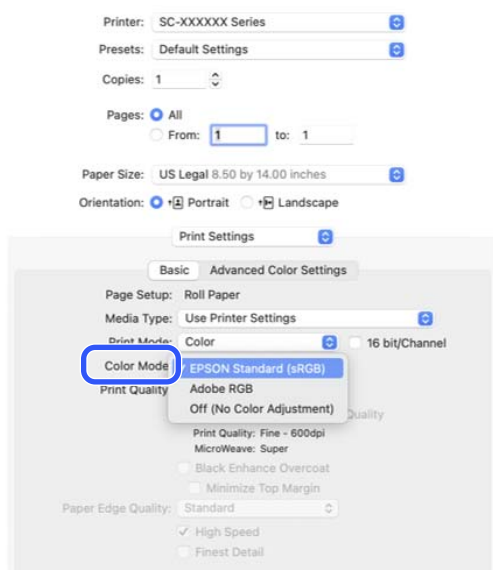 Printer: SC-XXXXXX Series
Presets: Default Settings
Copies: 1
Pages: All
From: 1 to: 1
Paper Size: US Legal 8.50 by 14.00 inches
Orientation: Portrait Landscape
Print Settings
Basic Advanced Color Settings
Page Setup: Roll Paper
Media Type: Use Printer Settings
Print Mode: Color 16 bit/Channel
Color Mode ✓ EPSON Standard (sRGB)
Print Quality Adobe RGB
Off (No Color Adjustment) Quality
Print Quality: Fine - 600dpi
MicroWeave: Super
Black Enhance Overcoat
Minimize Top Margin
Paper Edge Quality: Standard
High Speed
Finest Detail